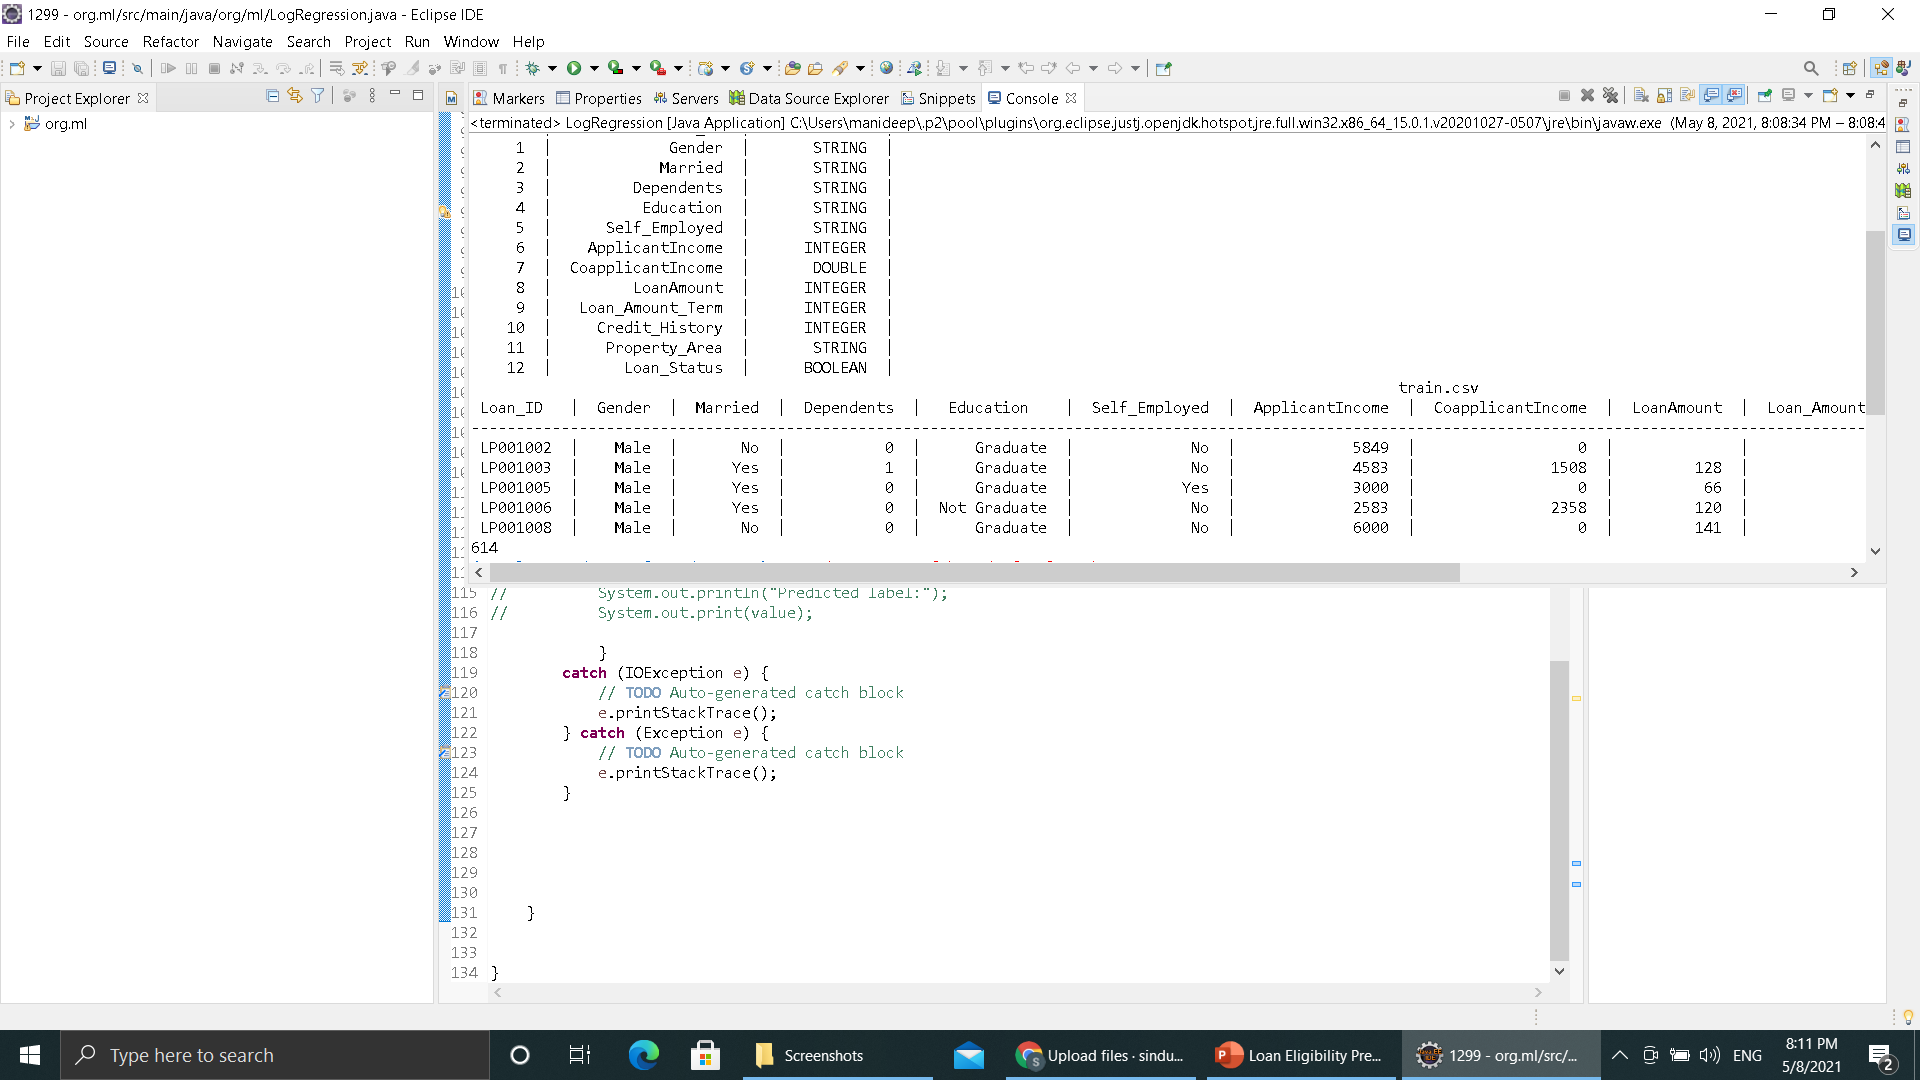 1299 - org.ml/src/main/java/org/ml/LogRegression.java - Eclipse IDE
File Edit Source Refactor Navigate Search Project Run Window Help
Project Explorer
org.ml
Markers Properties Servers Data Source Explorer Snippets Console
<terminated> LogRegression [Java Application] C:\Users\manideep\.p2\pool\plugins\org.eclipse.justj.openjdk.hotspot.jre.full.win32.x86_64_15.0.1.v20201027-0507\jre\bin\javaw.exe (May 8, 2021, 8:08:34 PM – 8:08:4
1 | Gender | STRING |
2 | Married | STRING |
3 | Dependents | STRING |
4 | Education | STRING |
5 | Self_Employed | STRING |
6 | ApplicantIncome | INTEGER |
7 | CoapplicantIncome | DOUBLE |
8 | LoanAmount | INTEGER |
9 | Loan_Amount_Term | INTEGER |
10 | Credit_History | INTEGER |
11 | Property_Area | STRING |
12 | Loan_Status | BOOLEAN |
train.csv
Loan_ID | Gender | Married | Dependents | Education | Self_Employed | ApplicantIncome | CoapplicantIncome | LoanAmount | Loan_Amount
LP001002 | Male | No | 0 | Graduate | No | 5849 | 0 | |
LP001003 | Male | Yes | 1 | Graduate | No | 4583 | 1508 | 128 |
LP001005 | Male | Yes | 0 | Graduate | Yes | 3000 | 0 | 66 |
LP001006 | Male | Yes | 0 | Not Graduate | No | 2583 | 2358 | 120 |
LP001008 | Male | No | 0 | Graduate | No | 6000 | 0 | 141 |
614
115 // System.out.println("Predicted label:");
116 // System.out.print(value);
117
118 }
119 catch (IOException e) {
120 // TODO Auto-generated catch block
121 e.printStackTrace();
122 } catch (Exception e) {
123 // TODO Auto-generated catch block
124 e.printStackTrace();
125 }
126
127
128
129
130
131 }
132
133
134 }
Type here to search
Screenshots
Upload files · sindu...
Loan Eligibility Pre...
1299 - org.ml/src/...
ENG
8:11 PM
5/8/2021
2